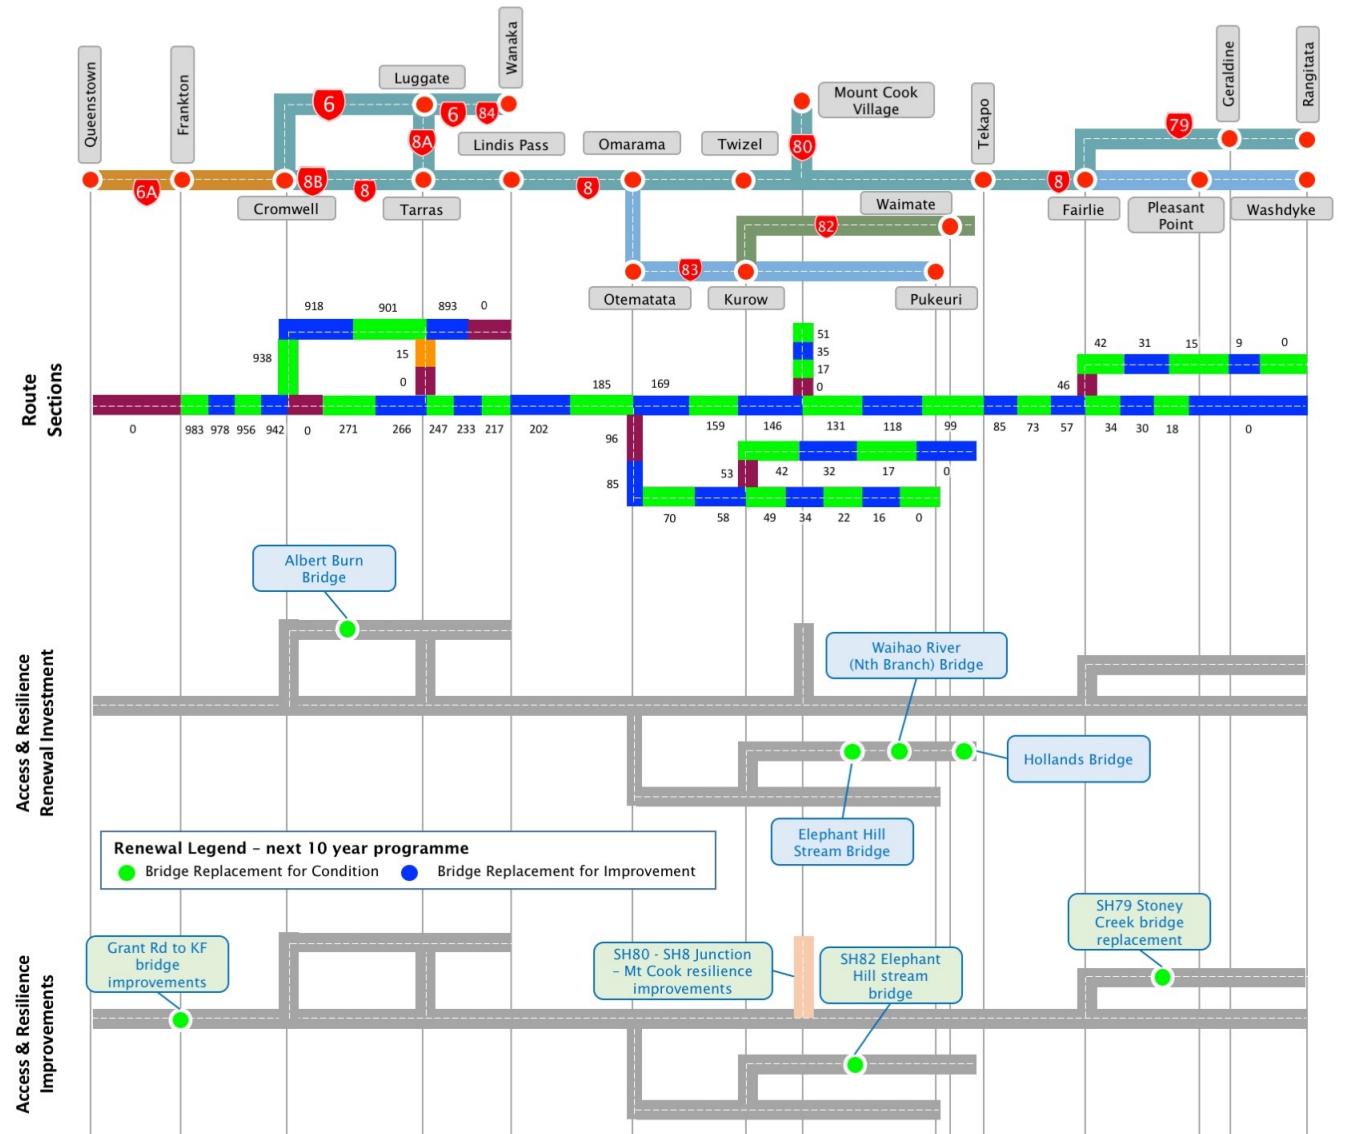 Queenstown
Frankton
Luggate
Wanaka
Mount Cook
Village
Tekapo
Geraldine
Rangitata
6
6
84
8A
Lindis Pass
Omarama
Twizel
80
79
6A
8B
8
8
8
Cromwell
Tarras
Waimate
Fairlie
Pleasant
Point
Washdyke
82
83
Otematata
Kurow
Pukeuri
Route
Sections
918
901
893
0
938
15
0
51
35
17
0
42
31
15
9
0
46
185
169
0
983
978
956
942
0
271
266
247
233
217
202
159
146
131
118
99
85
73
57
34
30
18
0
96
85
53
42
32
17
0
70
58
49
34
22
16
0
Access & Resilience
Renewal Investment
Albert Burn
Bridge
Waihao River
(Nth Branch) Bridge
Hollands Bridge
Elephant Hill
Stream Bridge
Renewal Legend – next 10 year programme
Bridge Replacement for Condition
Bridge Replacement for Improvement
Access & Resilience
Improvements
Grant Rd to KF
bridge
improvements
SH80 - SH8 Junction
– Mt Cook resilience
improvements
SH82 Elephant
Hill stream
bridge
SH79 Stoney
Creek bridge
replacement